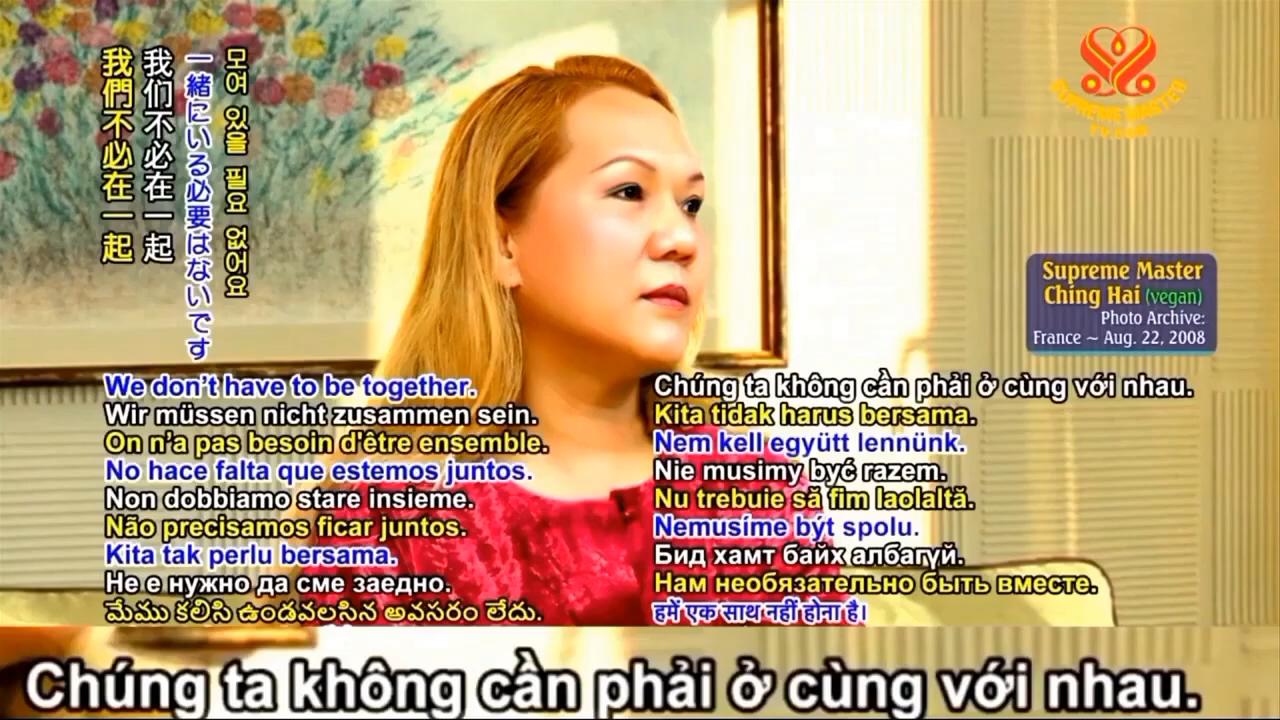 我們不必在一起
我们不必在一起
一緒にいる必要はないです
모여 있을 필요 없어요
SUPREME MASTER
TV.COM
Supreme Master
Ching Hai (vegan)
Photo Archive:
France ~ Aug. 22, 2008
We don't have to be together.
Wir müssen nicht zusammen sein.
On n'a pas besoin d'être ensemble.
No hace falta que estemos juntos.
Non dobbiamo stare insieme.
Não precisamos ficar juntos.
Kita tak perlu bersama.
Не е нужно да сме заедно.
మేము కలిసి ఉండవలసిన అవసరం లేదు.
Chúng ta không cần phải ở cùng với nhau.
Kita tidak harus bersama.
Nem kell együtt lennünk.
Nie musimy być razem.
Nu trebuie să fim laolaltă.
Nemusíme být spolu.
Бид хамт байх албагүй.
Нам необязательно быть вместе.
हमें एक साथ नहीं होना है।
Chúng ta không cần phải ở cùng với nhau.